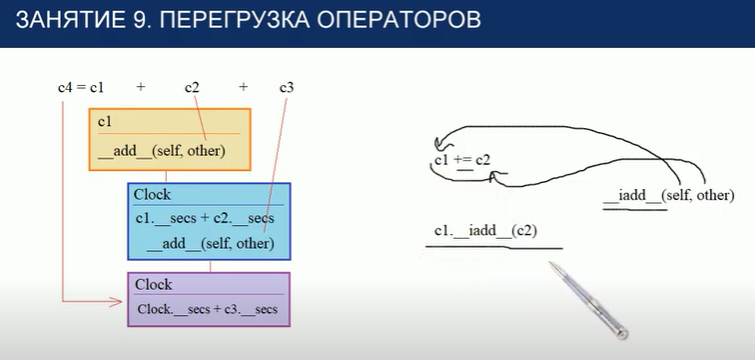 ЗАНЯТИЕ 9. ПЕРЕГРУЗКА ОПЕРАТОРОВ
c4 = c1 + c2 + c3
c1
__add__(self, other)
Clock
c1.__secs + c2.__secs
__add__(self, other)
Clock
Clock.__secs + c3.__secs
c1 += c2
__iadd__(self, other)
c1.__iadd__(c2)